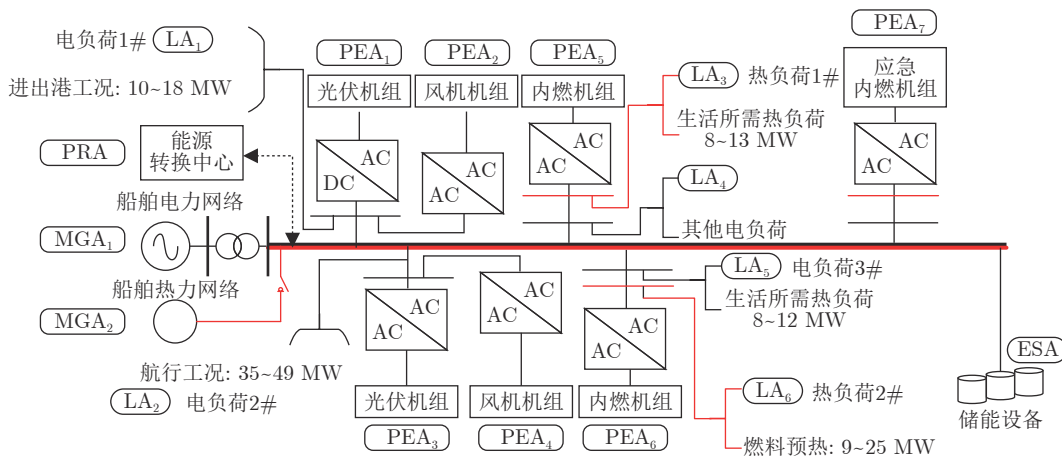 电负荷1# LA₁
进出港工况: 10~18 MW
PEA₁
PEA₂
PEA₅
PEA₇
光伏机组
风机机组
内燃机组
应急
内燃机组
LA₃ 热负荷1#
生活所需热负荷
8~13 MW
PRA
能源
转换中心
AC
DC
AC
AC
AC
AC
AC
AC
LA₄
其他电负荷
船舶电力网络
MGA₁
船舶热力网络
MGA₂
LA₅ 电负荷3#
生活所需热负荷
8~12 MW
AC
AC
AC
AC
AC
AC
航行工况: 35~49 MW
LA₂ 电负荷2#
光伏机组
风机机组
内燃机组
PEA₃
PEA₄
PEA₆
LA₆ 热负荷2#
燃料预热: 9~25 MW
ESA
储能设备